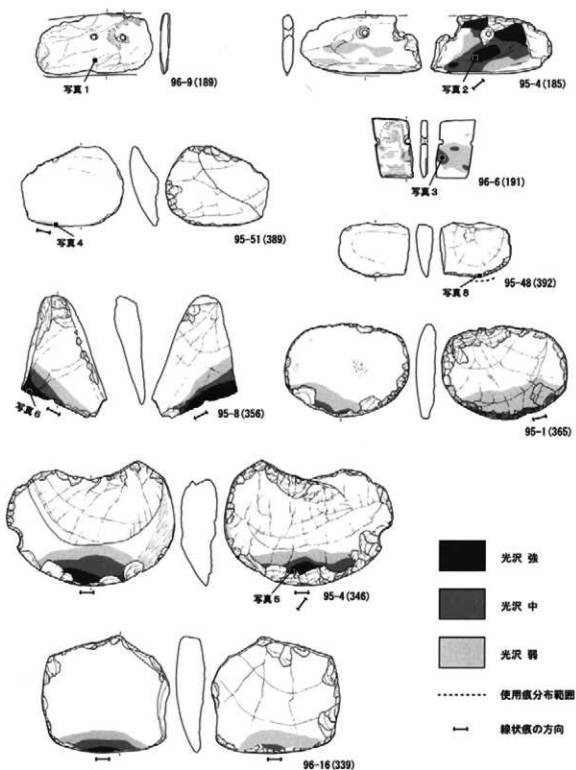 写真1
96-9(189)
写真2
95-4(185)
写真3
96-6(191)
写真4
95-51(389)
写真8
95-48(392)
写真6
95-8(356)
95-1(365)
写真5
95-4(346)
96-16(339)
光沢 強
光沢 中
光沢 弱
使用痕分布範囲
線状痕の方向